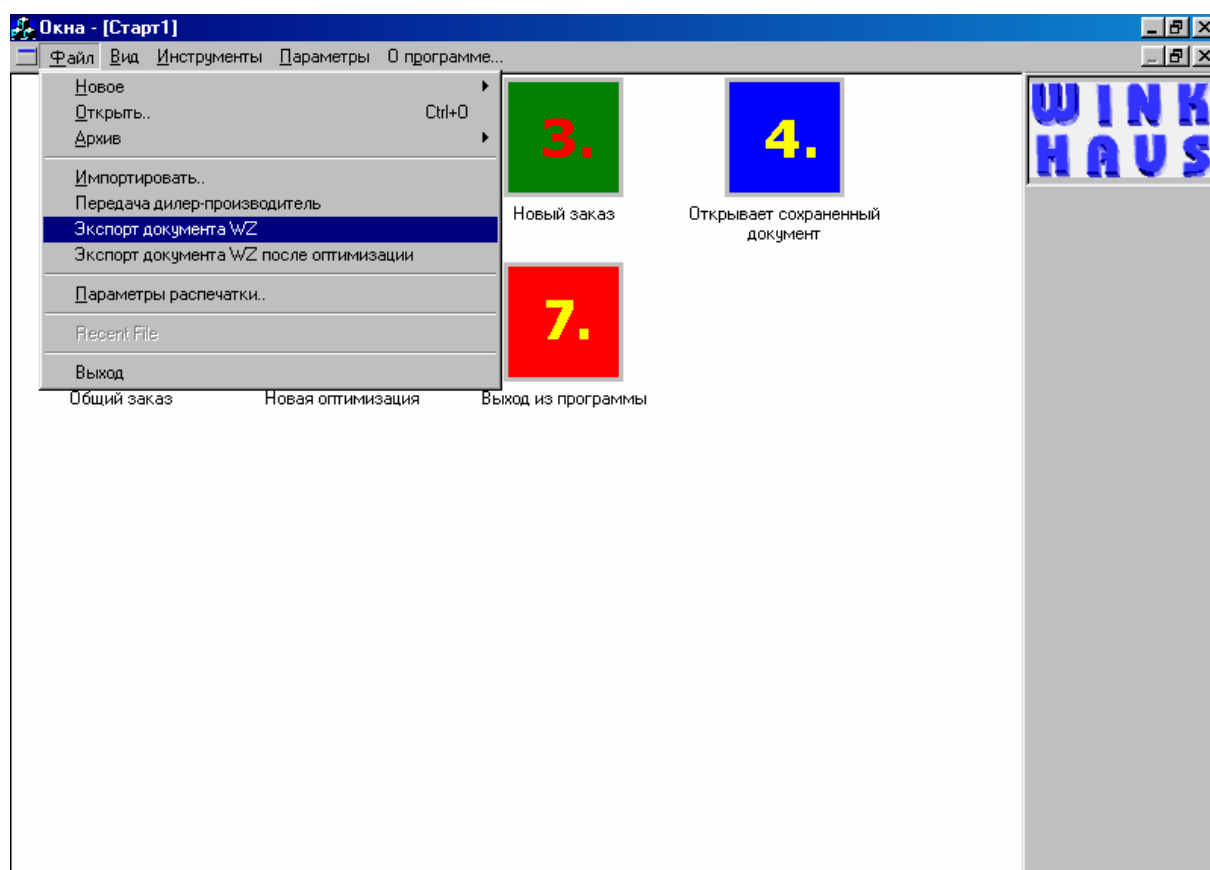 Окна - [Старт1]
Файл Вид Инструменты Параметры О программе...
Новое
Открыть.. Ctrl+O
Архив
Импортировать..
Передача дилер-производитель
Экспорт документа WZ
Экспорт документа WZ после оптимизации
Параметры распечатки..
Recent File
Выход
3.
4.
WINK
HAUS
Новый заказ
Открывает сохраненный
документ
7.
Общий заказ
Новая оптимизация
Выход из программы